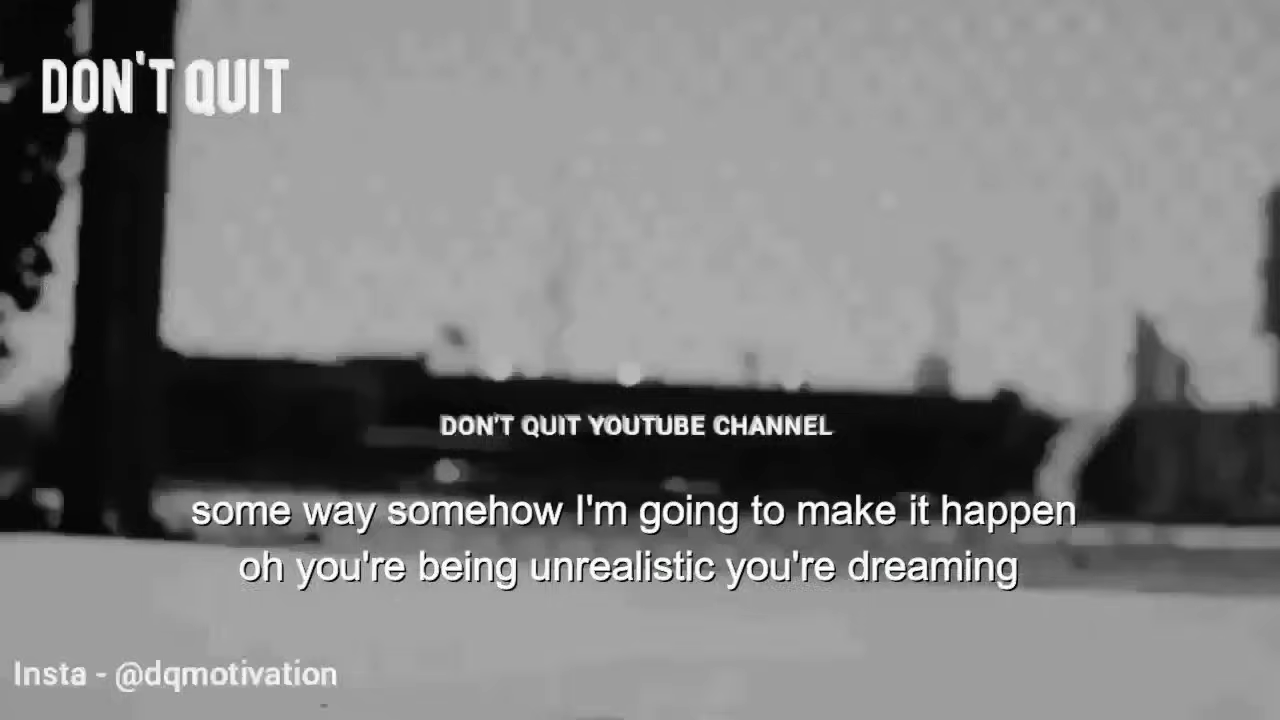 DON'T QUIT
DON'T QUIT YOUTUBE CHANNEL
some way somehow I'm going to make it happen
oh you're being unrealistic you're dreaming
Insta - @dqmotivation